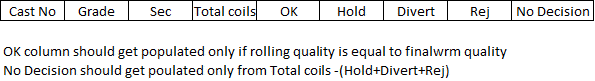 Cast No Grade Sec Total coils OK Hold Divert Rej No Decision
OK column should get populated only if rolling quality is equal to finalwrm quality
No Decision should get poulated only from Total coils -(Hold+Divert+Rej)